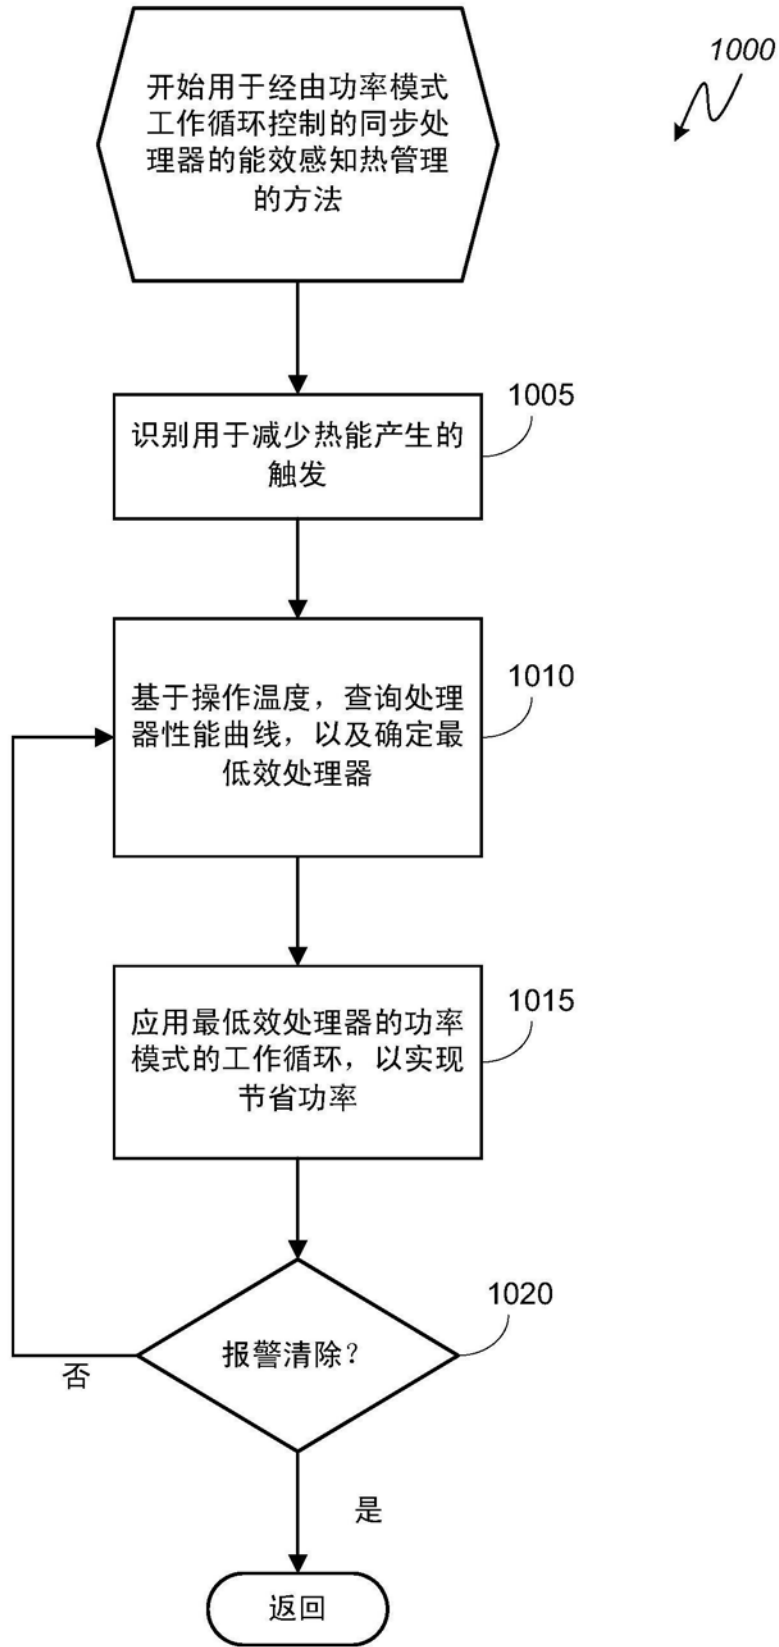 1000
开始用于经由功率模式
工作循环控制的同步处
理器的能效感知热管理
的方法
1005
识别用于减少热能产生的
触发
1010
基于操作温度，查询处理
器性能曲线，以及确定最
低效处理器
1015
应用最低效处理器的功率
模式的工作循环，以实现
节省功率
1020
报警清除？
否
是
返回